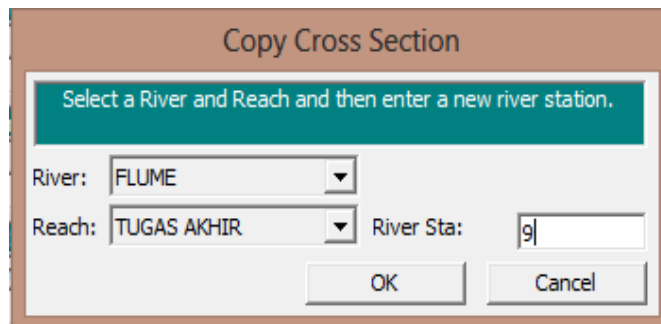 Copy Cross Section
Select a River and Reach and then enter a new river station.
River: FLUME
Reach: TUGAS AKHIR River Sta: 9
OK Cancel